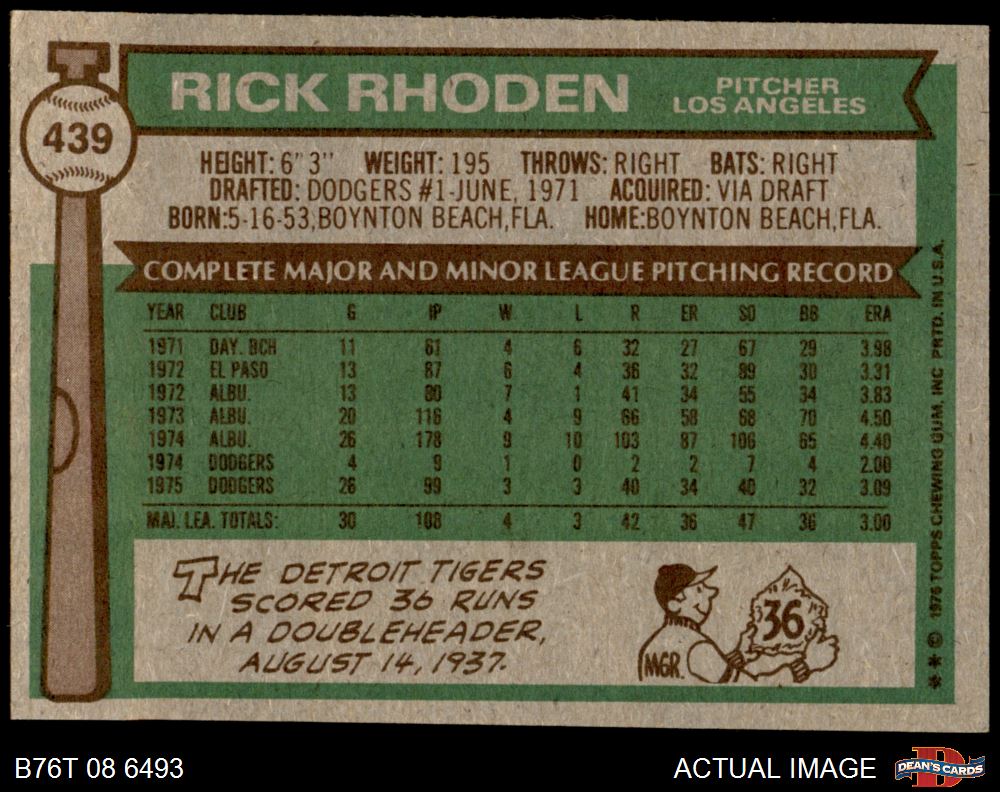 439
RICK RHODEN
PITCHER
LOS ANGELES
HEIGHT: 6' 3'' WEIGHT: 195 THROWS: RIGHT BATS: RIGHT
DRAFTED: DODGERS #1-JUNE, 1971 ACQUIRED: VIA DRAFT
BORN:5-16-53,BOYNTON BEACH,FLA. HOME:BOYNTON BEACH,FLA.
COMPLETE MAJOR AND MINOR LEAGUE PITCHING RECORD
YEAR CLUB G IP W L R ER SO BB ERA
1971 DAY. BCH 11 61 4 6 32 27 67 29 3.98
1972 EL PASO 13 87 6 4 36 32 89 30 3.31
1972 ALBU. 13 80 7 1 41 34 55 34 3.83
1973 ALBU. 20 116 4 9 66 58 68 70 4.50
1974 ALBU. 26 178 9 10 103 87 106 65 4.40
1974 DODGERS 4 9 1 0 2 2 7 4 2.00
1975 DODGERS 26 99 3 3 40 34 40 32 3.09
MAJ. LEA. TOTALS: 30 108 4 3 42 36 47 36 3.00
THE DETROIT TIGERS
SCORED 36 RUNS
IN A DOUBLEHEADER,
AUGUST 14, 1937.
MGR.
36
** © 1976 TOPPS CHEWING GUM, INC PRTD. IN U.S.A.
B76T 08 6493
ACTUAL IMAGE
DEAN'S CARDS